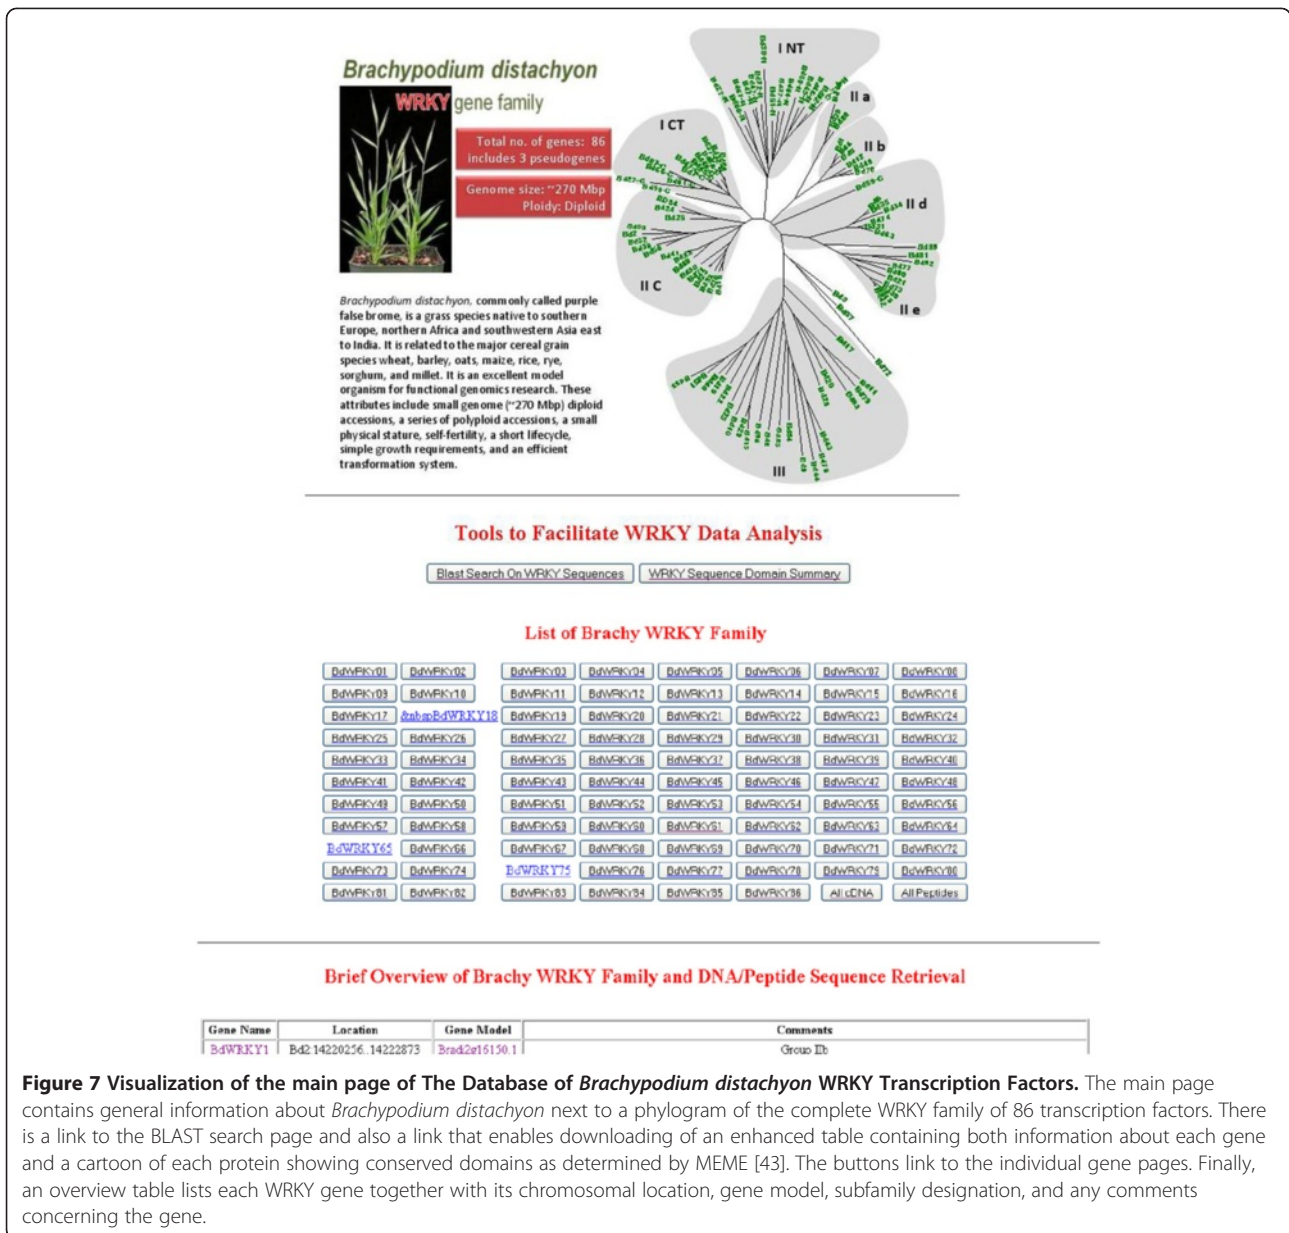 Brachypodium distachyon
WRKY gene family
Total no. of genes: 86
includes 3 pseudogenes
Genome size: ~270 Mbp
Ploidy: Diploid
Brachypodium distachyon, commonly called purple
false brome, is a grass species native to southern
Europe, northern Africa and southwestern Asia east
to India. It is related to the major cereal grain
species wheat, barley, oats, maize, rice, rye,
sorghum, and millet. It is an excellent model
organism for functional genomics research. These
attributes include small genome (~270 Mbp) diploid
accessions, a series of polyploid accessions, a small
physical stature, self-fertility, a short lifecycle,
simple growth requirements, and an efficient
transformation system.
I NT
II a
I CT
II b
II d
II C
II e
III
Tools to Facilitate WRKY Data Analysis
Blast Search On WRKY Sequences WRKY Sequence Domain Summary
List of Brachy WRKY Family
BdWRKY01 BdWRKY02 BdWRKY03 BdWRKY04 BdWRKY05 BdWRKY06 BdWRKY07 BdWRKY08
BdWRKY09 BdWRKY10 BdWRKY11 BdWRKY12 BdWRKY13 BdWRKY14 BdWRKY15 BdWRKY16
BdWRKY17 &nbspBdWRKY18 BdWRKY19 BdWRKY20 BdWRKY21 BdWRKY22 BdWRKY23 BdWRKY24
BdWRKY25 BdWRKY26 BdWRKY27 BdWRKY28 BdWRKY29 BdWRKY30 BdWRKY31 BdWRKY32
BdWRKY33 BdWRKY34 BdWRKY35 BdWRKY36 BdWRKY37 BdWRKY38 BdWRKY39 BdWRKY40
BdWRKY41 BdWRKY42 BdWRKY43 BdWRKY44 BdWRKY45 BdWRKY46 BdWRKY47 BdWRKY48
BdWRKY49 BdWRKY50 BdWRKY51 BdWRKY52 BdWRKY53 BdWRKY54 BdWRKY55 BdWRKY56
BdWRKY57 BdWRKY58 BdWRKY59 BdWRKY60 BdWRKY61 BdWRKY62 BdWRKY63 BdWRKY64
BdWRKY65 BdWRKY66 BdWRKY67 BdWRKY68 BdWRKY69 BdWRKY70 BdWRKY71 BdWRKY72
BdWRKY73 BdWRKY74 BdWRKY75 BdWRKY76 BdWRKY77 BdWRKY78 BdWRKY79 BdWRKY80
BdWRKY81 BdWRKY82 BdWRKY83 BdWRKY84 BdWRKY85 BdWRKY86 All cDNA All Peptides
Brief Overview of Brachy WRKY Family and DNA/Peptide Sequence Retrieval
Gene Name Location Gene Model Comments
BdWRKY1 Bd2:14220256..14222873 Bradi2g16150.1 Group IIb
Figure 7 Visualization of the main page of The Database of Brachypodium distachyon WRKY Transcription Factors. The main page
contains general information about Brachypodium distachyon next to a phylogram of the complete WRKY family of 86 transcription factors. There
is a link to the BLAST search page and also a link that enables downloading of an enhanced table containing both information about each gene
and a cartoon of each protein showing conserved domains as determined by MEME [43]. The buttons link to the individual gene pages. Finally,
an overview table lists each WRKY gene together with its chromosomal location, gene model, subfamily designation, and any comments
concerning the gene.